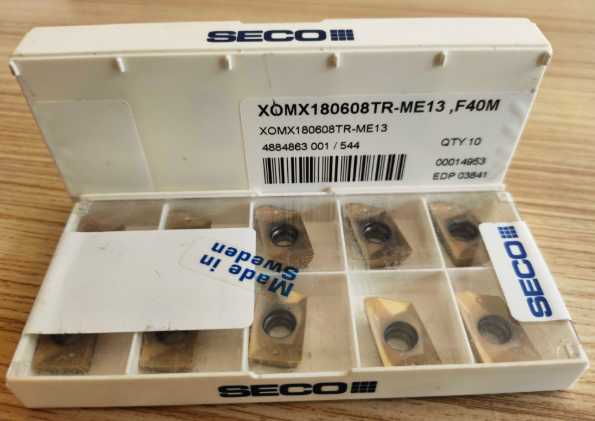 SECO
XOMX180608TR-ME13 ,F40M
XOMX180608TR-ME13
4884863 001 / 544
QTY 10
00014953
EDP 03841
Made in
Sweden
SECO
SECO